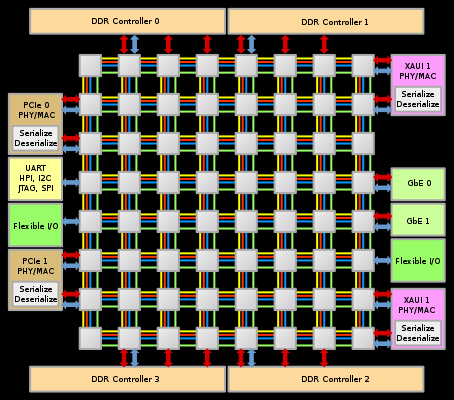 DDR Controller 0
DDR Controller 1
XAUI 1
PHY/MAC
Serialize
Deserialize
PCIe 0
PHY/MAC
Serialize
Deserialize
UART
HPI, I2C
JTAG, SPI
GbE 0
Flexible I/O
GbE 1
PCIe 1
PHY/MAC
Serialize
Deserialize
Flexible I/O
XAUI 1
PHY/MAC
Serialize
Deserialize
DDR Controller 3
DDR Controller 2